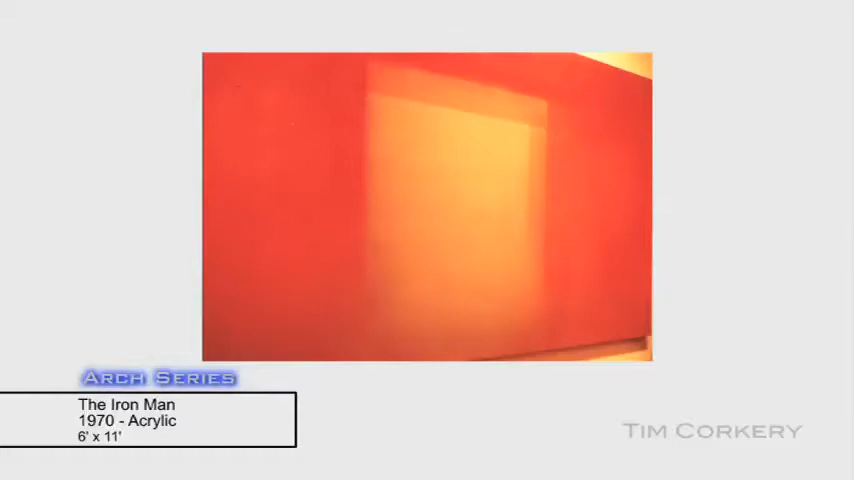 Arch Series
The Iron Man
1970 - Acrylic
6' x 11'
Tim Corkery